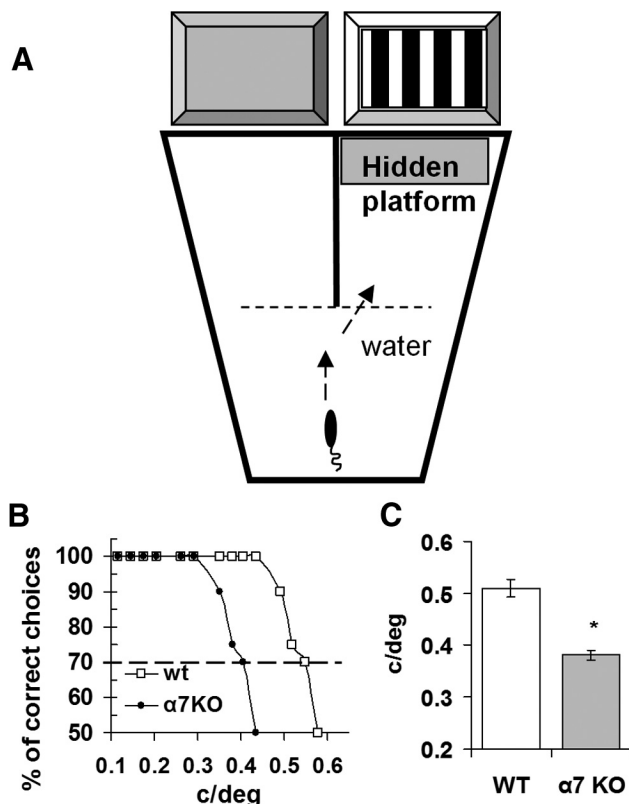 A
Hidden
platform
water
B
% of correct choices
100
90
80
70
60
50
wt
α7KO
0.1 0.2 0.3 0.4 0.5 0.6
c/deg
C
c/deg
0.6
0.5
0.4
0.3
0.2
*
WT α7 KO